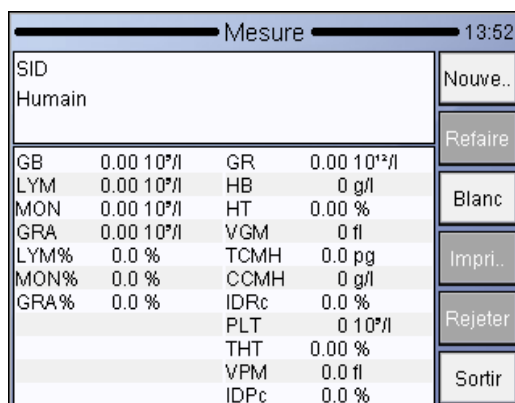 Mesure 13:52
SID
Humain
Nouve..
Refaire
Blanc
Impri..
Rejeter
Sortir
GB 0.00 10⁹/l GR 0.00 10¹²/l
LYM 0.00 10⁹/l HB 0 g/l
MON 0.00 10⁹/l HT 0.00 %
GRA 0.00 10⁹/l VGM 0 fl
LYM% 0.0 % TCMH 0.0 pg
MON% 0.0 % CCMH 0 g/l
GRA% 0.0 % IDRc 0.0 %
PLT 0 10⁹/l
THT 0.00 %
VPM 0.0 fl
IDPc 0.0 %